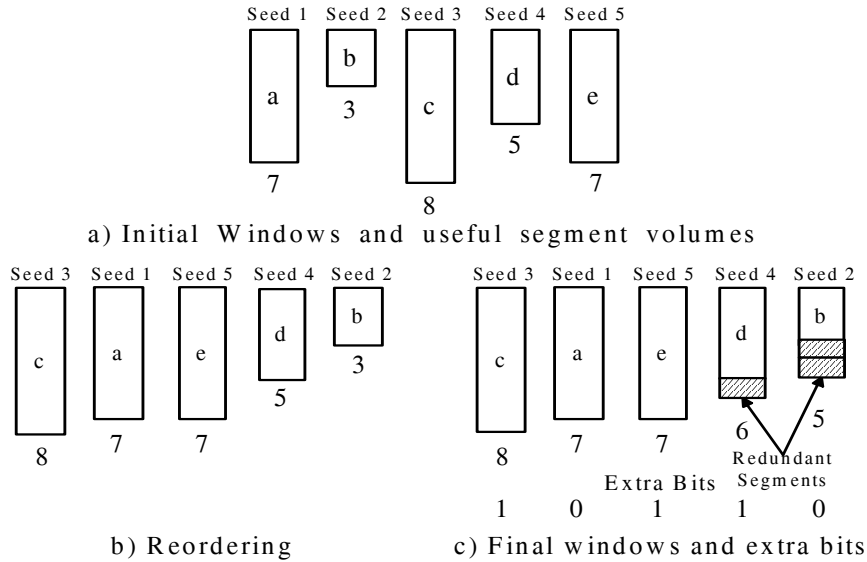 Seed 1 Seed 2 Seed 3 Seed 4 Seed 5
a b c d e
7 3 8 5 7
a) Initial Windows and useful segment volumes
Seed 3 Seed 1 Seed 5 Seed 4 Seed 2
c a e d b
8 7 7 5 3
b) Reordering
Seed 3 Seed 1 Seed 5 Seed 4 Seed 2
c a e d b
8 7 7 6 5
Redundant
Segments
Extra Bits
1 0 1 1 0
c) Final windows and extra bits